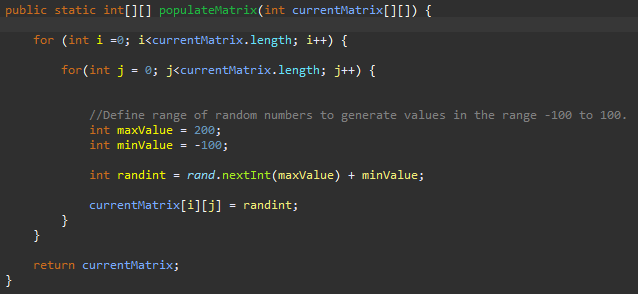 public static int[][] populateMatrix(int currentMatrix[][]) {
for (int i =0; i<currentMatrix.length; i++) {
for(int j = 0; j<currentMatrix.length; j++) {
//Define range of random numbers to generate values in the range -100 to 100.
int maxValue = 200;
int minValue = -100;
int randint = rand.nextInt(maxValue) + minValue;
currentMatrix[i][j] = randint;
}
}
return currentMatrix;
}